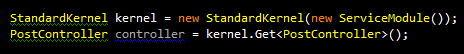 StandardKernel kernel = new StandardKernel(new ServiceModule());
PostController controller = kernel.Get<PostController>();